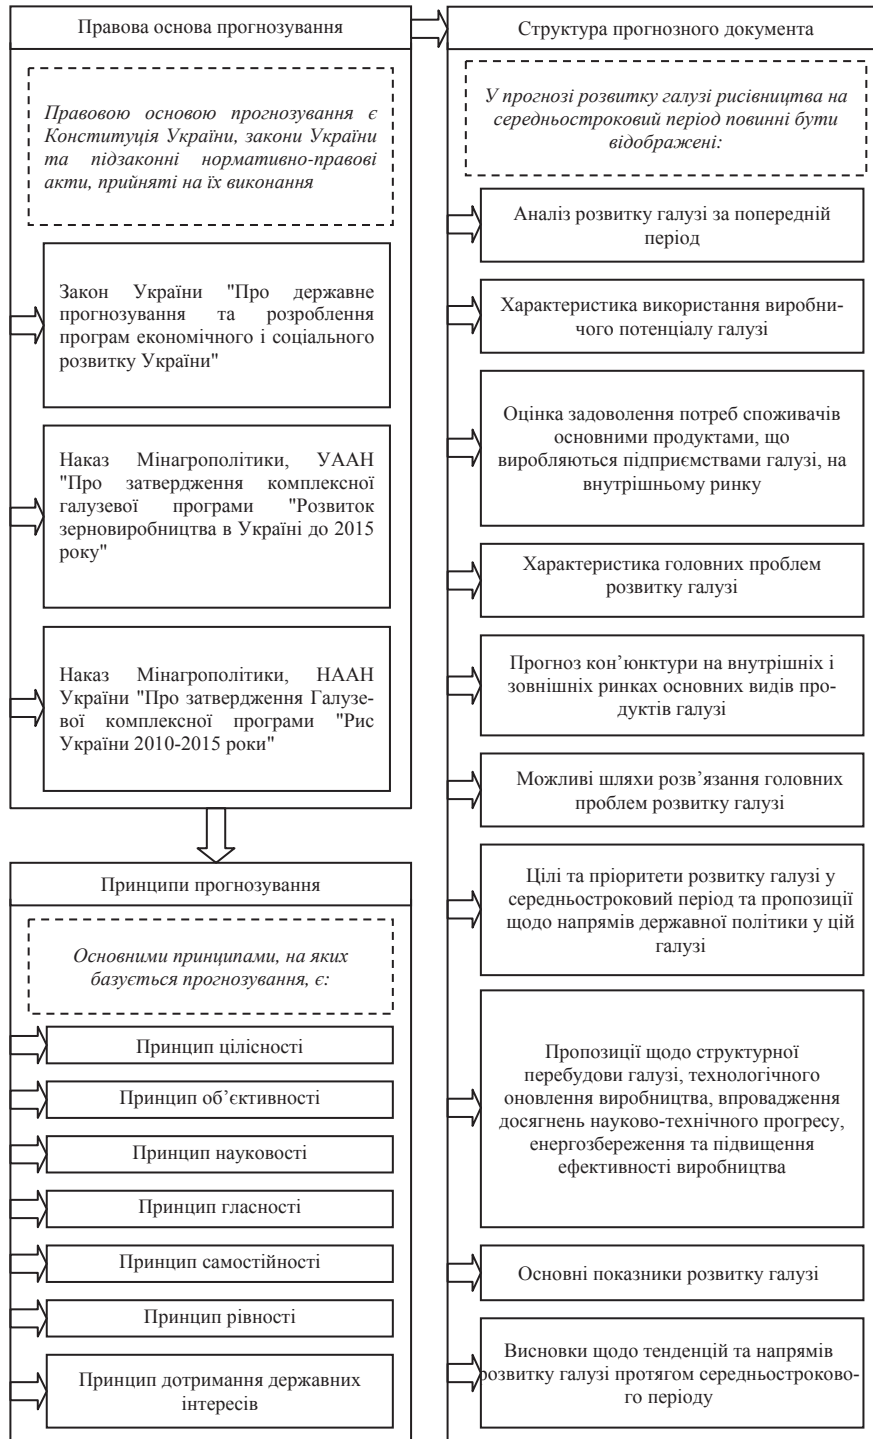 Правова основа прогнозування
Правовою основою прогнозування є
Конституція України, закони України
та підзаконні нормативно-правові
акти, прийняті на їх виконання
Закон України "Про державне
прогнозування та розроблення
програм економічного і соціального
розвитку України"
Наказ Мінагрополітики, УААН
"Про затвердження комплексної
галузевої програми "Розвиток
зерновиробництва в Україні до 2015
року"
Наказ Мінагрополітики, НААН
України "Про затвердження Галузе-
вої комплексної програми "Рис
України 2010-2015 роки"
Принципи прогнозування
Основними принципами, на яких
базується прогнозування, є:
Принцип цілісності
Принцип об’єктивності
Принцип науковості
Принцип гласності
Принцип самостійності
Принцип рівності
Принцип дотримання державних
інтересів
Структура прогнозного документа
У прогнозі розвитку галузі рисівництва на
середньостроковий період повинні бути
відображені:
Аналіз розвитку галузі за попередній
період
Характеристика використання виробни-
чого потенціалу галузі
Оцінка задоволення потреб споживачів
основними продуктами, що
виробляються підприємствами галузі, на
внутрішньому ринку
Характеристика головних проблем
розвитку галузі
Прогноз кон’юнктури на внутрішніх і
зовнішніх ринках основних видів про-
дуктів галузі
Можливі шляхи розв’язання головних
проблем розвитку галузі
Цілі та пріоритети розвитку галузі у
середньостроковий період та пропозиції
щодо напрямів державної політики у цій
галузі
Пропозиції щодо структурної
перебудови галузі, технологічного
оновлення виробництва, впровадження
досягнень науково-технічного прогресу,
енергозбереження та підвищення
ефективності виробництва
Основні показники розвитку галузі
Висновки щодо тенденцій та напрямів
розвитку галузі протягом середньостроково-
го періоду